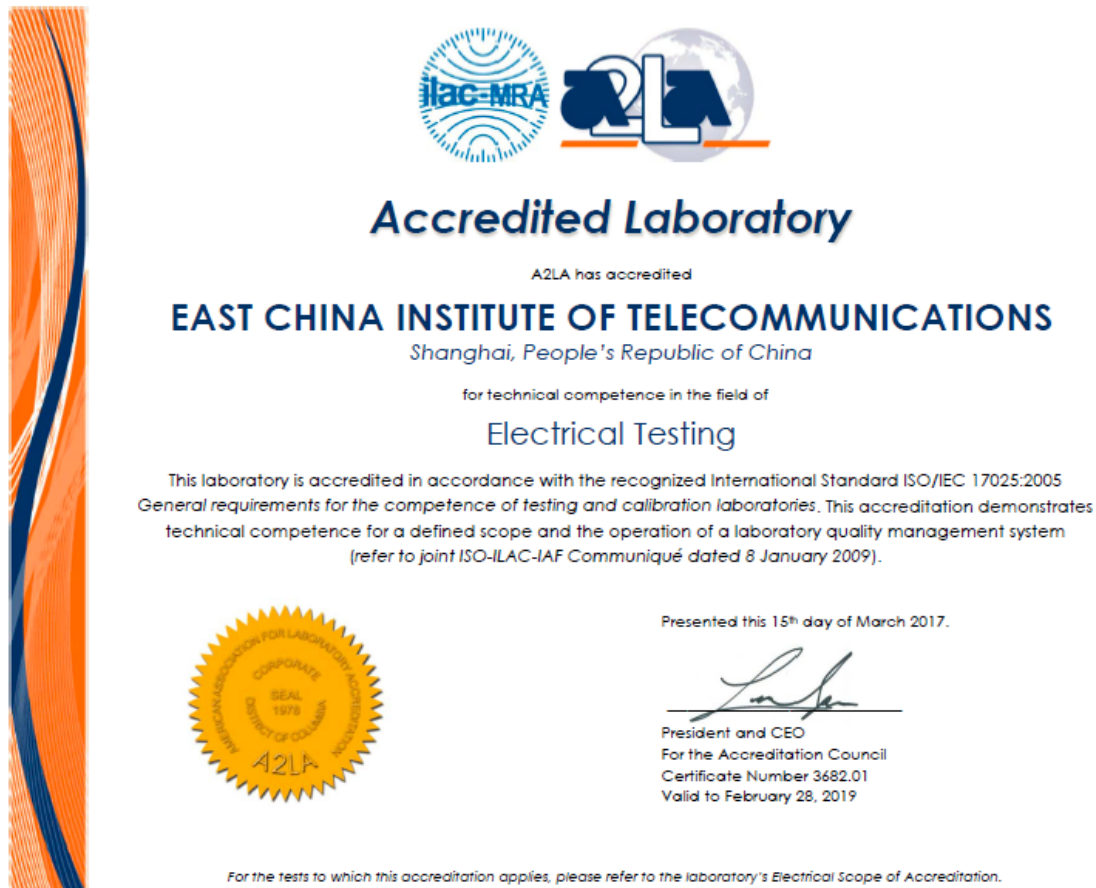 ilac-MRA
a2La
Accredited Laboratory
A2LA has accredited
EAST CHINA INSTITUTE OF TELECOMMUNICATIONS
Shanghai, People's Republic of China
for technical competence in the field of
Electrical Testing
This laboratory is accredited in accordance with the recognized International Standard ISO/IEC 17025:2005
General requirements for the competence of testing and calibration laboratories. This accreditation demonstrates
technical competence for a defined scope and the operation of a laboratory quality management system
(refer to joint ISO-ILAC-IAF Communiqué dated 8 January 2009).
AMERICAN ASSOCIATION FOR LABORATORY ACCREDITATION
CORPORATE
SEAL
1978
DISTRICT OF COLUMBIA
A2LA
Presented this 15th day of March 2017.
President and CEO
For the Accreditation Council
Certificate Number 3682.01
Valid to February 28, 2019
For the tests to which this accreditation applies, please refer to the laboratory's Electrical Scope of Accreditation.